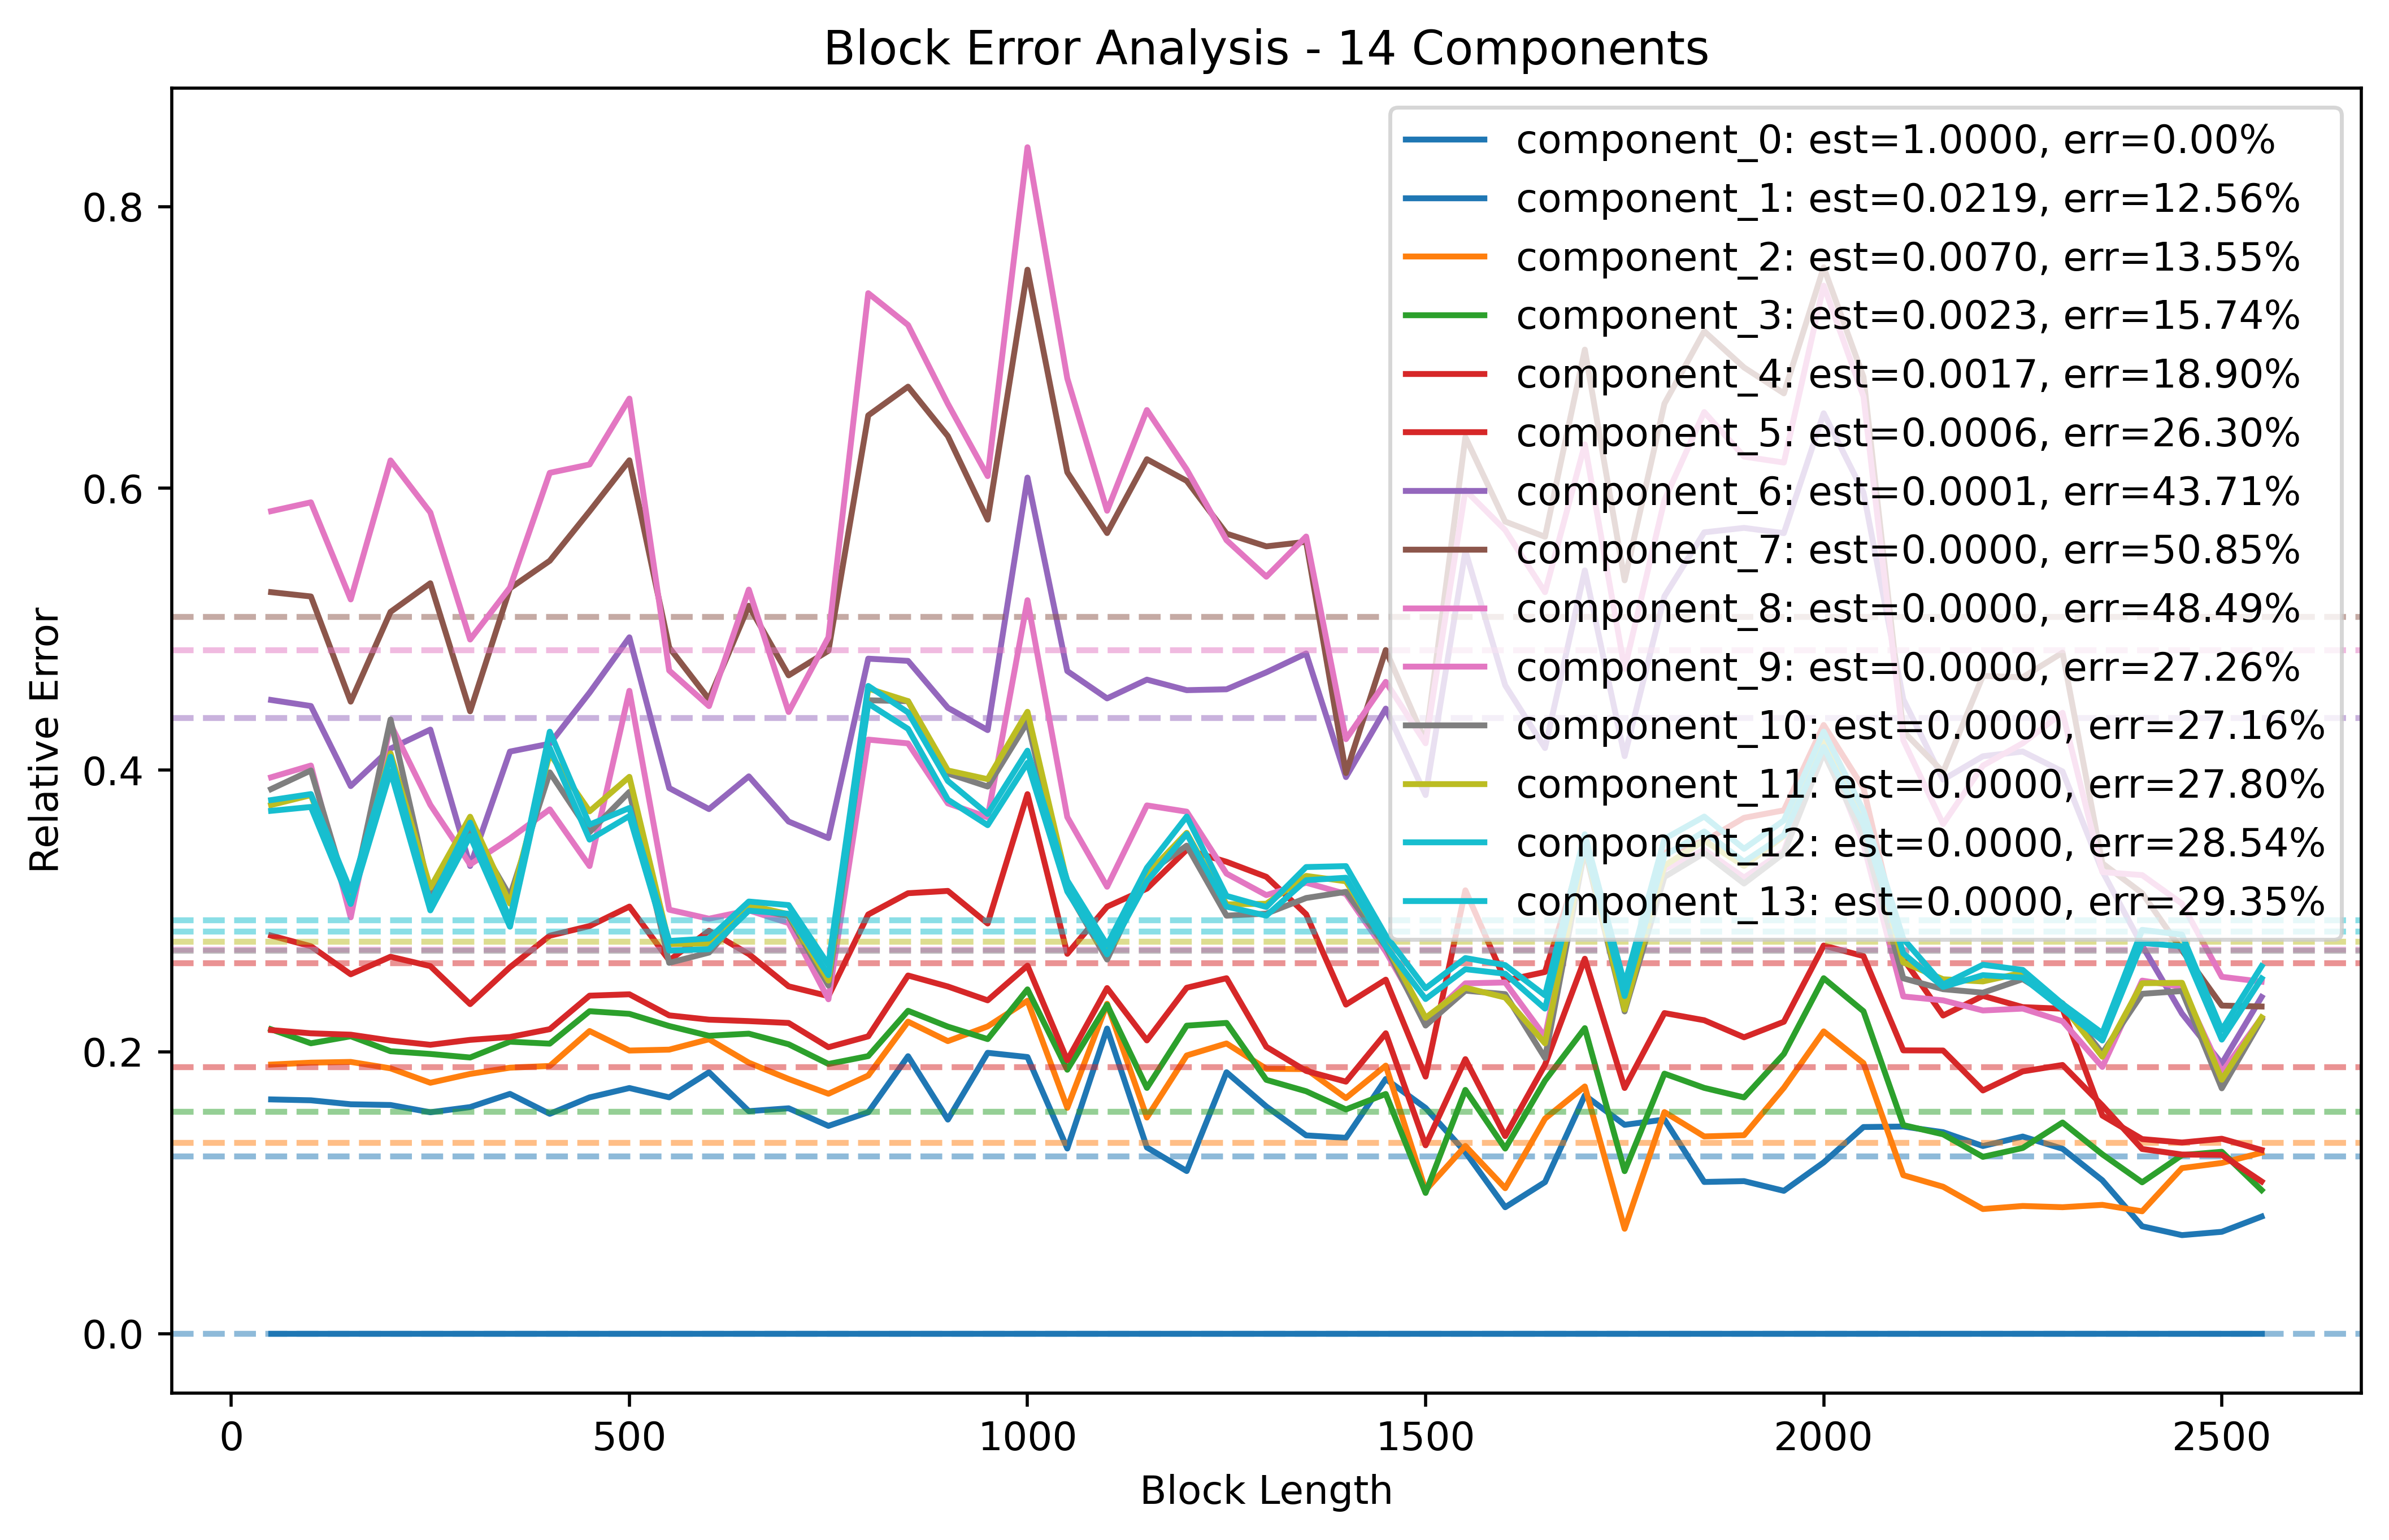 Block Error Analysis - 14 Components
component_0: est=1.0000, err=0.00%
component_1: est=0.0219, err=12.56%
component_2: est=0.0070, err=13.55%
component_3: est=0.0023, err=15.74%
component_4: est=0.0017, err=18.90%
component_5: est=0.0006, err=26.30%
component_6: est=0.0001, err=43.71%
component_7: est=0.0000, err=50.85%
component_8: est=0.0000, err=48.49%
component_9: est=0.0000, err=27.26%
component_10: est=0.0000, err=27.16%
component_11: est=0.0000, err=27.80%
component_12: est=0.0000, err=28.54%
component_13: est=0.0000, err=29.35%
Relative Error
0.8
0.6
0.4
0.2
0.0
0 500 1000 1500 2000 2500
Block Length